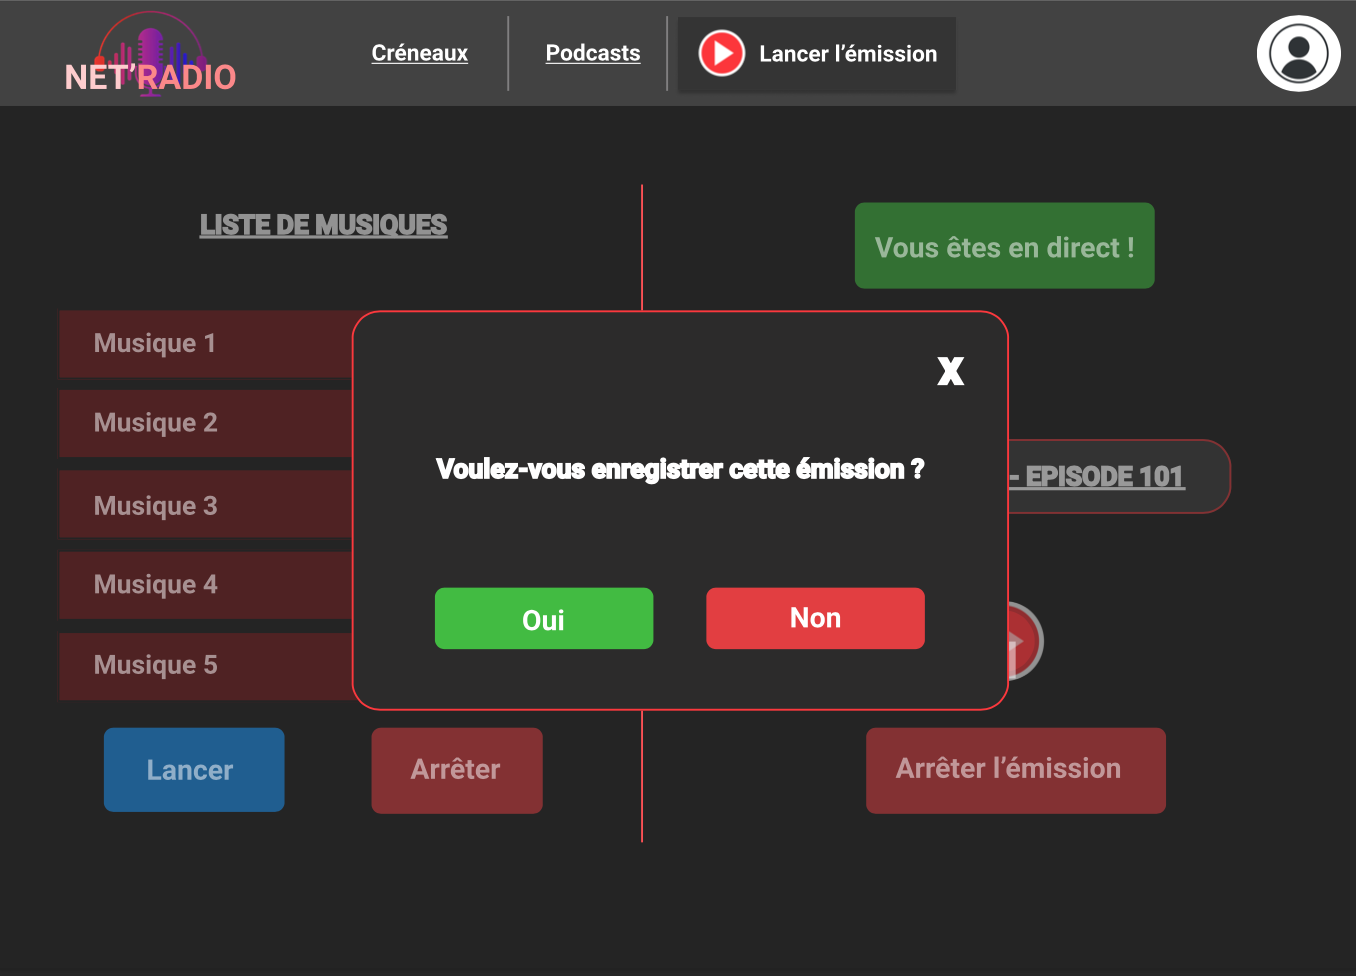 NET’RADIO
Créneaux
Podcasts
Lancer l’émission
LISTE DE MUSIQUES
Vous êtes en direct !
Musique 1
Musique 2
Musique 3
Musique 4
Musique 5
X
Voulez-vous enregistrer cette émission ?
- EPISODE 101
Oui
Non
Lancer
Arrêter
Arrêter l’émission